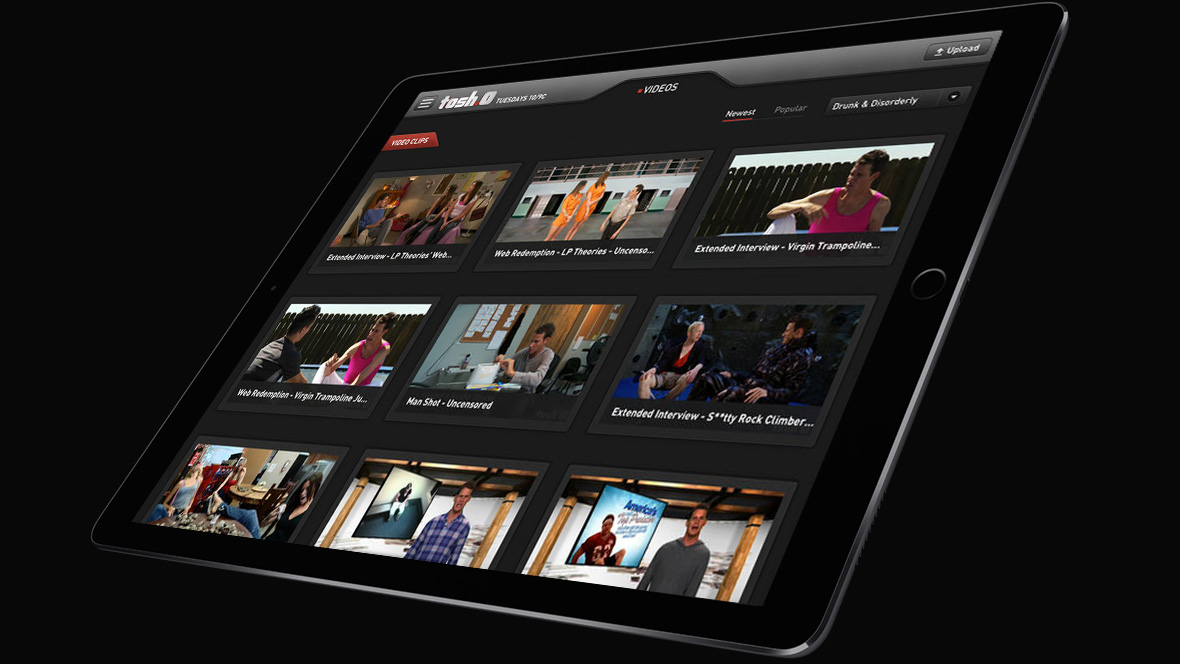 tosh.0 TUESDAYS 10/9C
VIDEOS
Upload
Newest
Popular
Drunk & Disorderly
VIDEO CLIPS
Extended Interview - LP Theories' Web...
Web Redemption - LP Theories - Uncenso...
Extended Interview - Virgin Trampoline...
Web Redemption - Virgin Trampoline Ju...
Man Shot - Uncensored
Extended Interview - S**tty Rock Climber...
America's